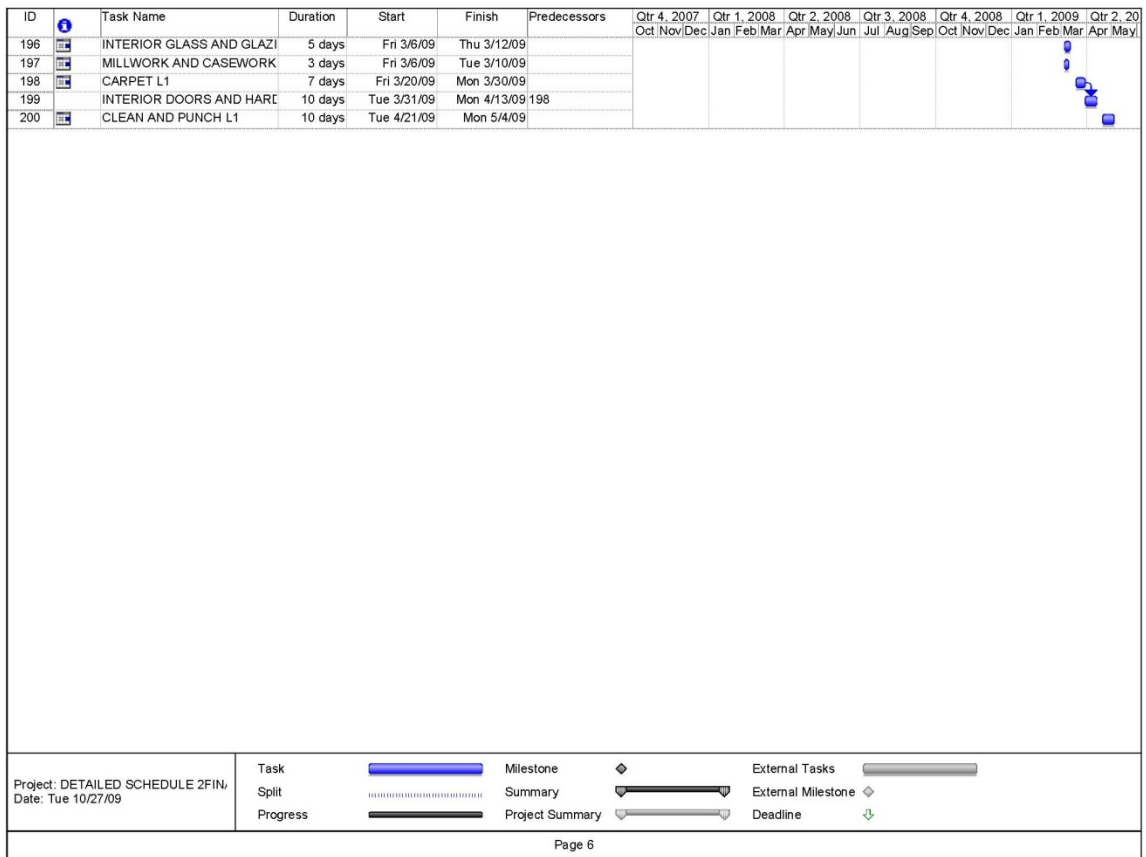 ID Task Name Duration Start Finish Predecessors Qtr 4, 2007 Qtr 1, 2008 Qtr 2, 2008 Qtr 3, 2008 Qtr 4, 2008 Qtr 1, 2009 Qtr 2, 20
Oct Nov Dec Jan Feb Mar Apr May Jun Jul Aug Sep Oct Nov Dec Jan Feb Mar Apr May
196 INTERIOR GLASS AND GLAZI 5 days Fri 3/6/09 Thu 3/12/09
197 MILLWORK AND CASEWORK 3 days Fri 3/6/09 Tue 3/10/09
198 CARPET L1 7 days Fri 3/20/09 Mon 3/30/09
199 INTERIOR DOORS AND HARD 10 days Tue 3/31/09 Mon 4/13/09 198
200 CLEAN AND PUNCH L1 10 days Tue 4/21/09 Mon 5/4/09
Project: DETAILED SCHEDULE 2FINA
Date: Tue 10/27/09
Task Milestone External Tasks
Split Summary External Milestone
Progress Project Summary Deadline
Page 6